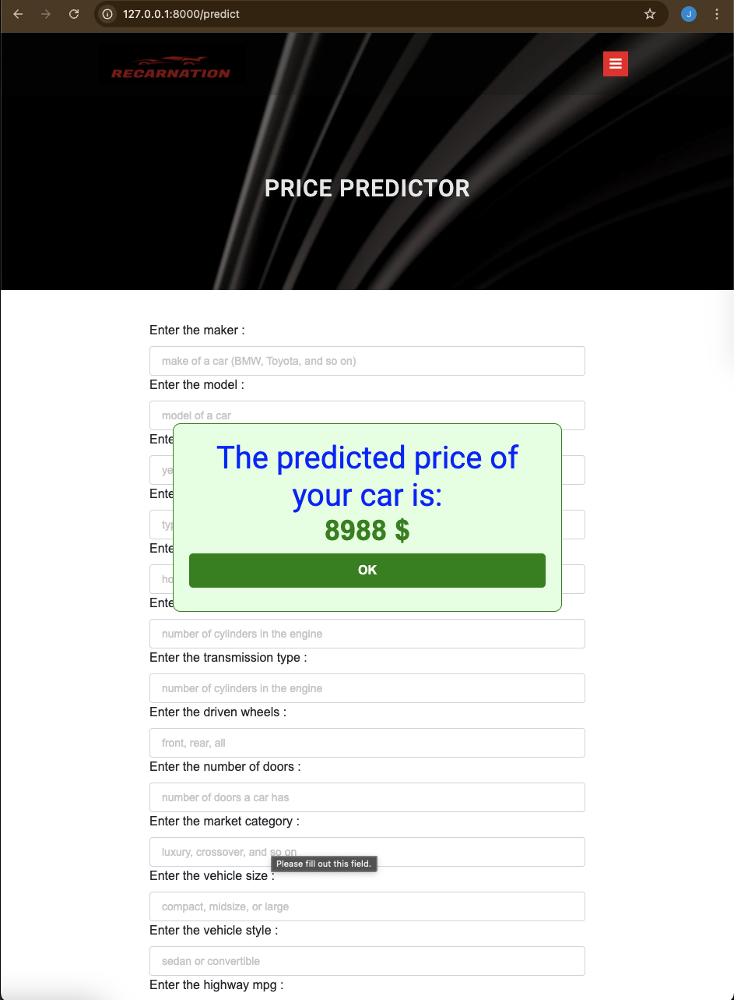 127.0.0.1:8000/predict
J
RECARNATION
PRICE PREDICTOR
Enter the maker :
make of a car (BMW, Toyota, and so on)
Enter the model :
model of a car
Ente
ye
Ente
typ
Ente
ho
Ente
The predicted price of
your car is:
8988 $
OK
number of cylinders in the engine
Enter the transmission type :
number of cylinders in the engine
Enter the driven wheels :
front, rear, all
Enter the number of doors :
number of doors a car has
Enter the market category :
luxury, crossover, and so on
Please fill out this field.
Enter the vehicle size :
compact, midsize, or large
Enter the vehicle style :
sedan or convertible
Enter the highway mpg :